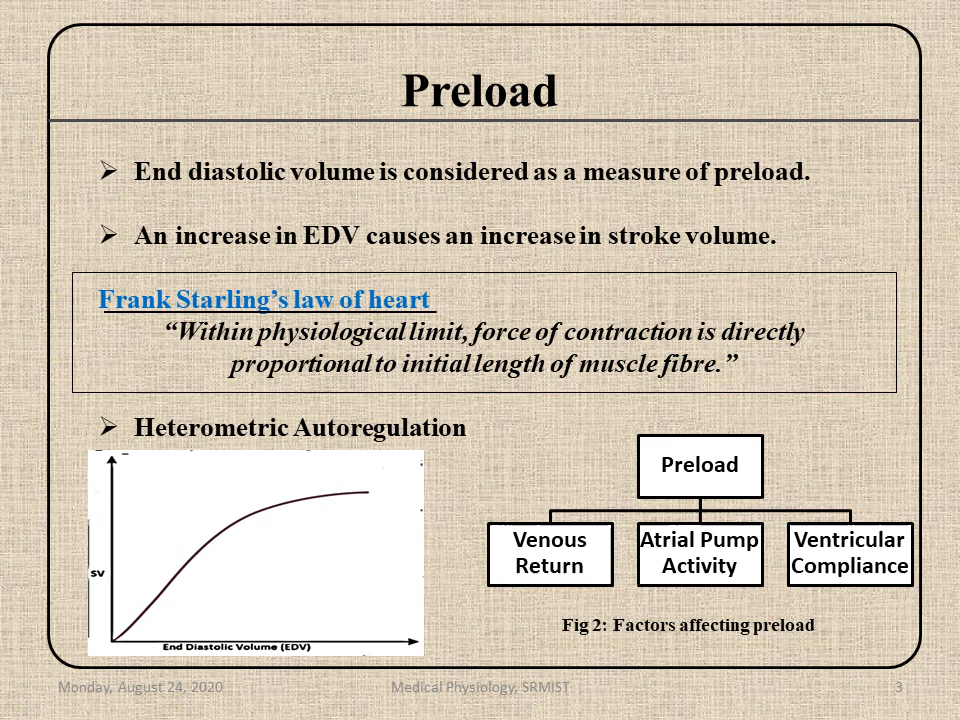 Preload
➢ End diastolic volume is considered as a measure of preload.
➢ An increase in EDV causes an increase in stroke volume.
Frank Starling’s law of heart
“Within physiological limit, force of contraction is directly
proportional to initial length of muscle fibre.”
➢ Heterometric Autoregulation
SV
End Diastolic Volume (EDV)
Preload
Venous
Return
Atrial Pump
Activity
Ventricular
Compliance
Fig 2: Factors affecting preload
Monday, August 24, 2020
Medical Physiology, SRMIST
3